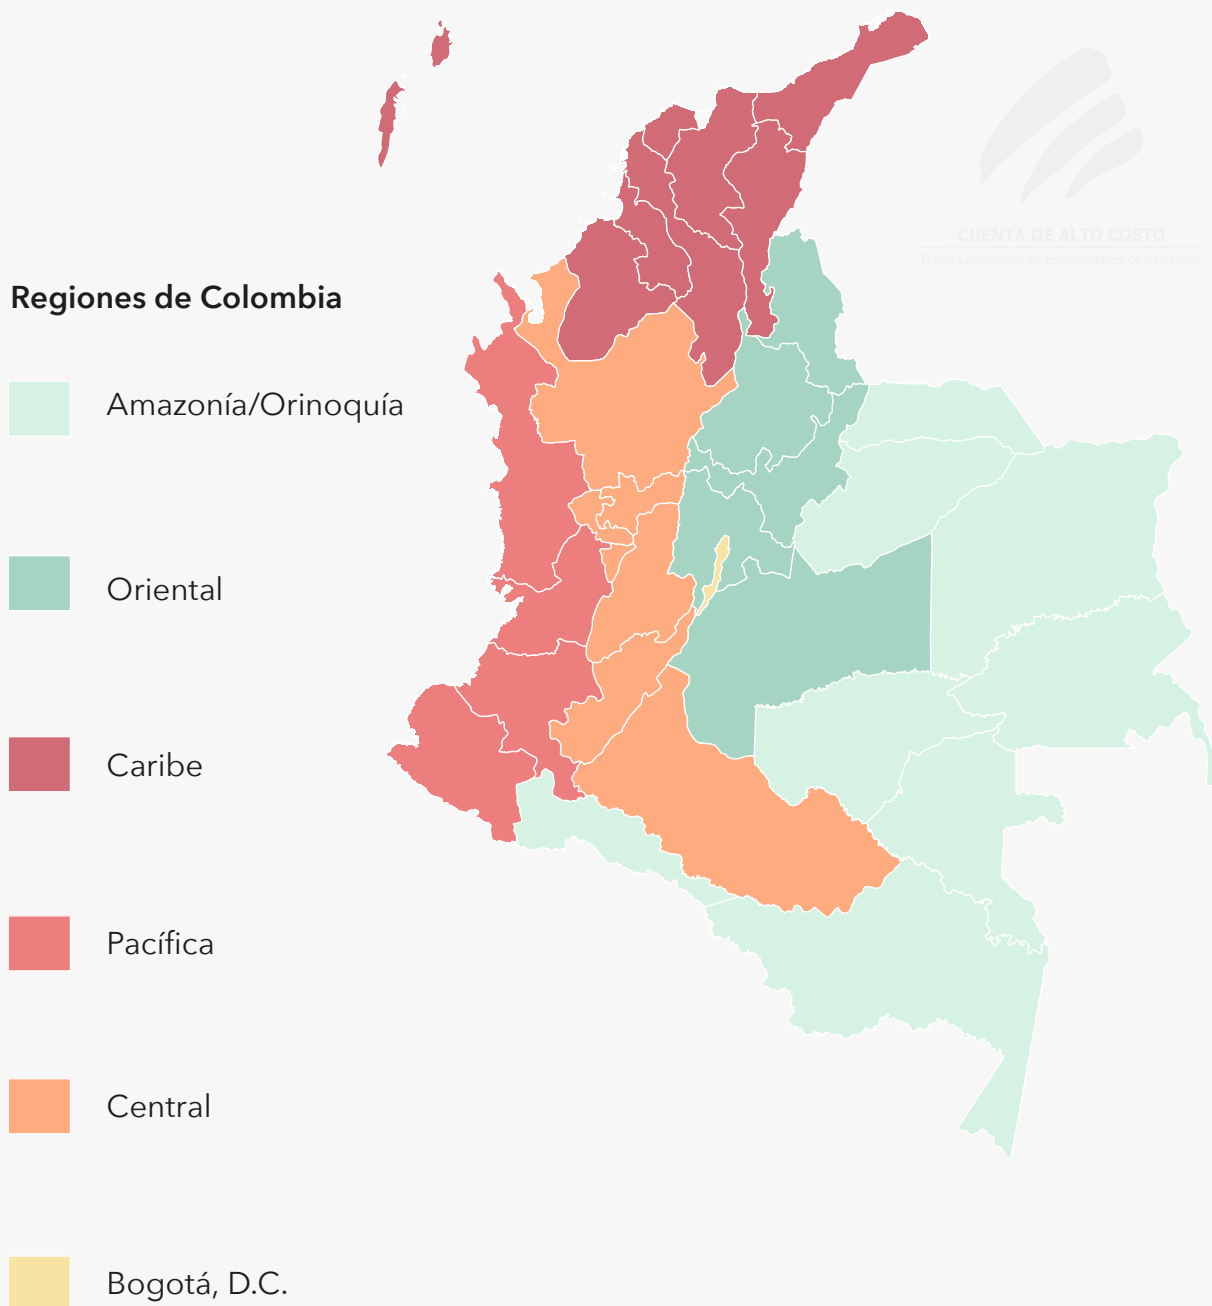 CUENTA DE ALTO COSTO
Fondo Colombiano de Enfermedades de Alto Costo
Regiones de Colombia
Amazonía/Orinoquía
Oriental
Caribe
Pacífica
Central
Bogotá, D.C.